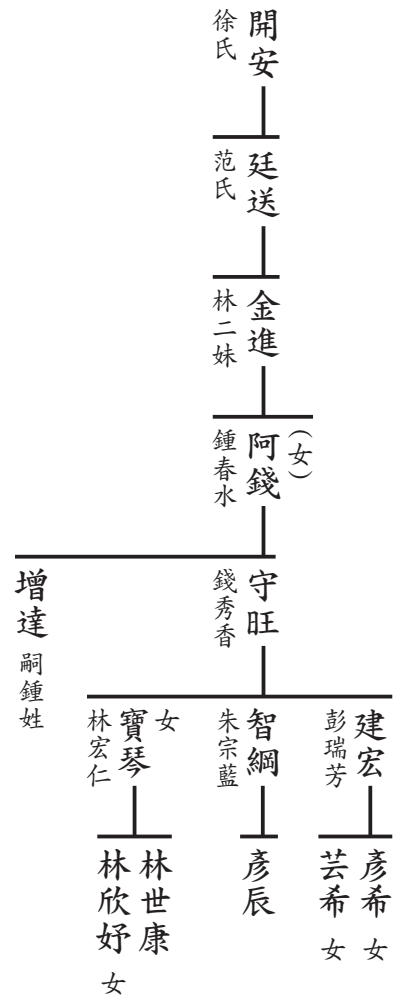 開安
徐氏
廷送
范氏
金進
林二妹
（女）
阿錢
鍾春水
守旺
錢秀香
增達 嗣鍾姓
建宏
彭瑞芳
智綱
朱宗藍
女
寶琴
林宏仁
彥希 女
芸希 女
彥辰
林世康
林欣妤 女